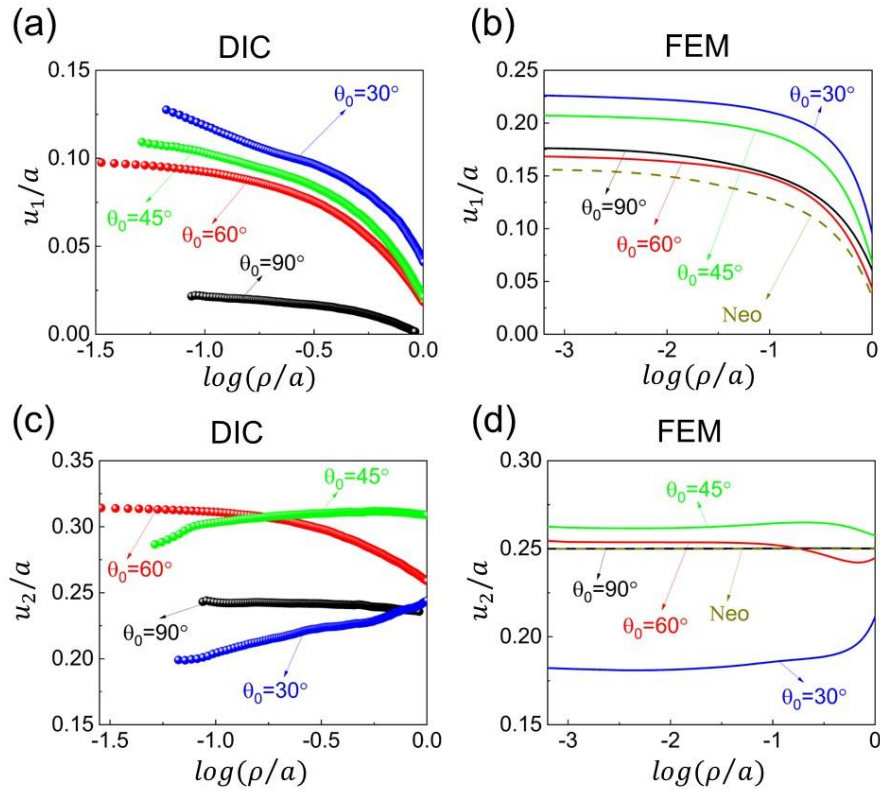 (a)
DIC
0.15
0.10
0.05
0.00
u₁/a
-1.5
-1.0
-0.5
0.0
log(ρ/a)
θ₀=30°
θ₀=45°
θ₀=60°
θ₀=90°
(b)
FEM
0.25
0.20
0.15
0.10
0.05
0.00
u₁/a
-3
-2
-1
0
log(ρ/a)
θ₀=30°
θ₀=90°
θ₀=60°
θ₀=45°
Neo
(c)
DIC
0.35
0.30
0.25
0.20
0.15
u₂/a
-1.5
-1.0
-0.5
0.0
log(ρ/a)
θ₀=45°
θ₀=60°
θ₀=90°
θ₀=30°
(d)
FEM
0.30
0.25
0.20
0.15
u₂/a
-3
-2
-1
0
log(ρ/a)
θ₀=45°
θ₀=90°
θ₀=60°
Neo
θ₀=30°